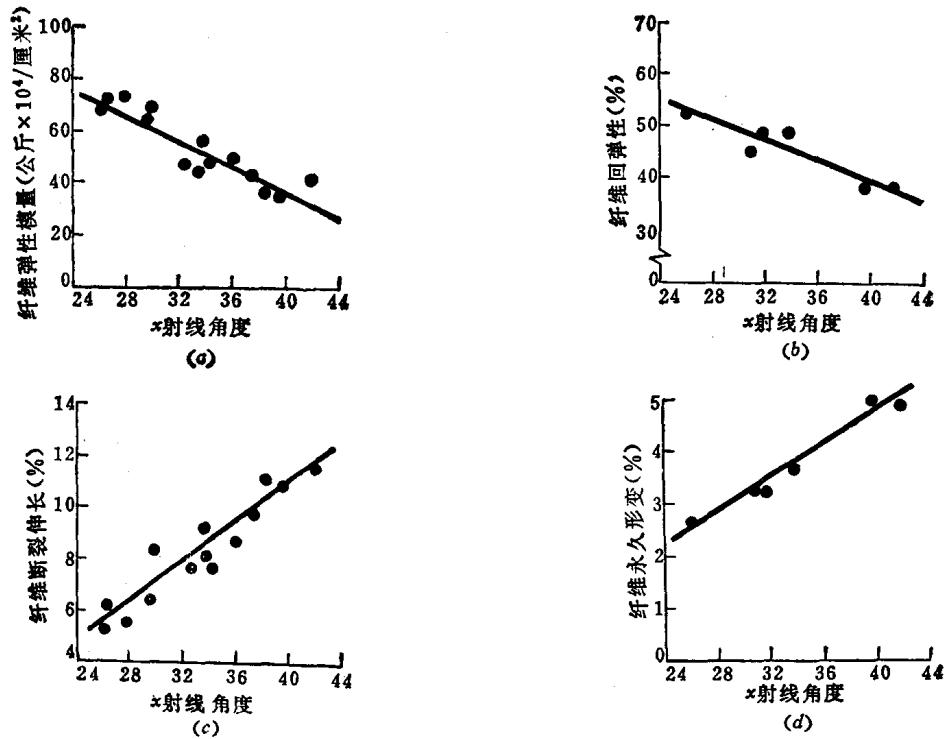 纤维弹性模量(公斤×10⁴/厘米²)
100
80
60
40
20
0
24 28 32 36 40 44
x射线角度
(a)
纤维回弹性(%)
70
60
50
40
30
0
24 28 32 36 40 44
x射线角度
(b)
纤维断裂伸长(%)
14
12
10
8
6
4
24 28 32 36 40 44
x射线角度
(c)
纤维永久形变(%)
5
4
3
2
1
0
24 28 32 36 40 44
x射线角度
(d)